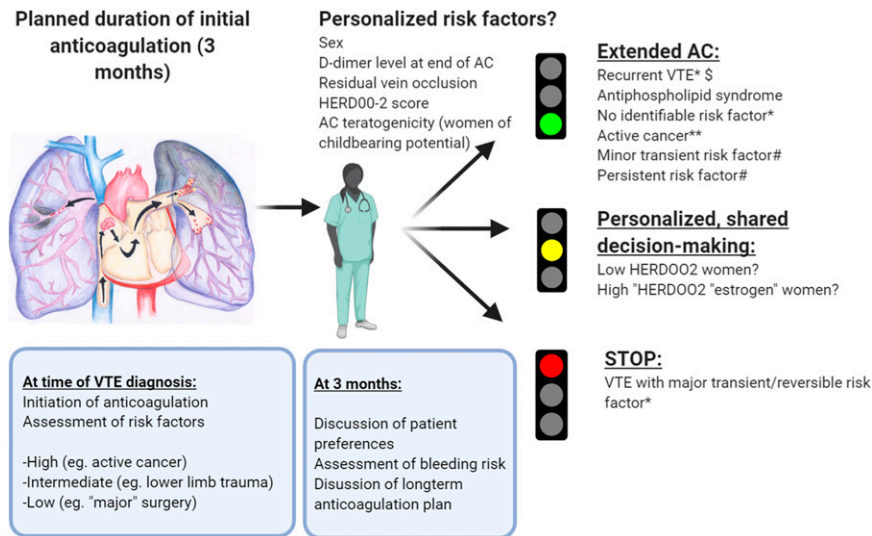 Planned duration of initial
anticoagulation (3
months)
Personalized risk factors?
Sex
D-dimer level at end of AC
Residual vein occlusion
HERD00-2 score
AC teratogenicity (women of
childbearing potential)
Extended AC:
Recurrent VTE* $
Antiphospholipid syndrome
No identifiable risk factor*
Active cancer**
Minor transient risk factor#
Persistent risk factor#
Personalized, shared
decision-making:
Low HERDOO2 women?
High "HERDOO2 "estrogen" women?
STOP:
VTE with major transient/reversible risk
factor*
At time of VTE diagnosis:
Initiation of anticoagulation
Assessment of risk factors
-High (eg. active cancer)
-Intermediate (eg. lower limb trauma)
-Low (eg. "major" surgery)
At 3 months:
Discussion of patient
preferences
Assessment of bleeding risk
Disussion of longterm
anticoagulation plan